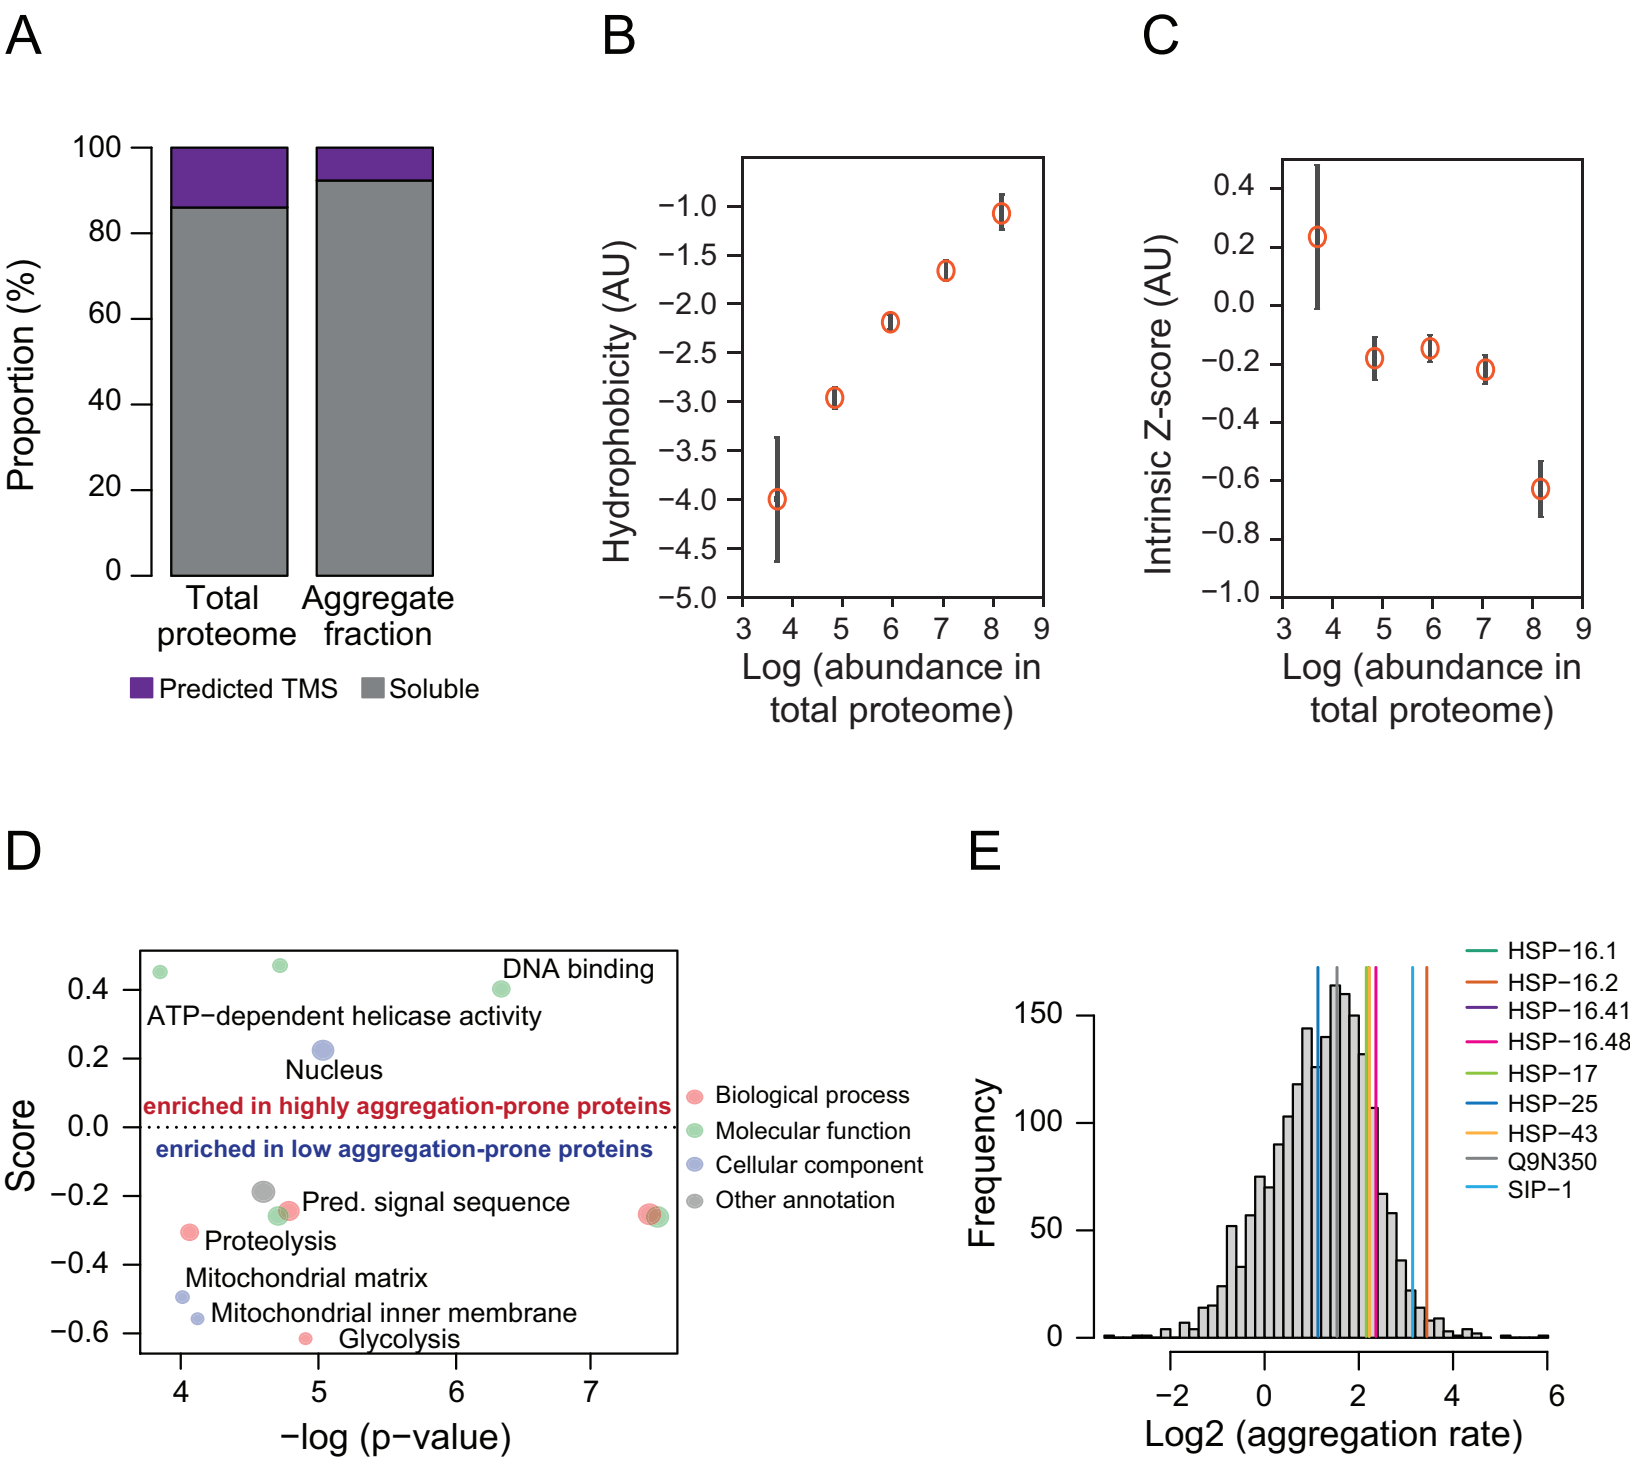 A
B
C
100
80
60
40
20
0
Proportion (%)
Total
proteome
Aggregate
fraction
Predicted TMS
Soluble
−1.0
−1.5
−2.0
−2.5
−3.0
−3.5
−4.0
−4.5
−5.0
Hydrophobicity (AU)
3 4 5 6 7 8 9
Log (abundance in
total proteome)
0.4
0.2
0.0
−0.2
−0.4
−0.6
−0.8
−1.0
Intrinsic Z−score (AU)
3 4 5 6 7 8 9
Log (abundance in
total proteome)
D
E
0.4
0.2
0.0
−0.2
−0.4
−0.6
Score
DNA binding
ATP−dependent helicase activity
Nucleus
enriched in highly aggregation-prone proteins
enriched in low aggregation-prone proteins
Pred. signal sequence
Proteolysis
Mitochondrial matrix
Mitochondrial inner membrane
Glycolysis
4 5 6 7
−log (p−value)
Biological process
Molecular function
Cellular component
Other annotation
150
100
50
0
Frequency
−2 0 2 4 6
Log2 (aggregation rate)
HSP−16.1
HSP−16.2
HSP−16.41
HSP−16.48
HSP−17
HSP−25
HSP−43
Q9N350
SIP−1